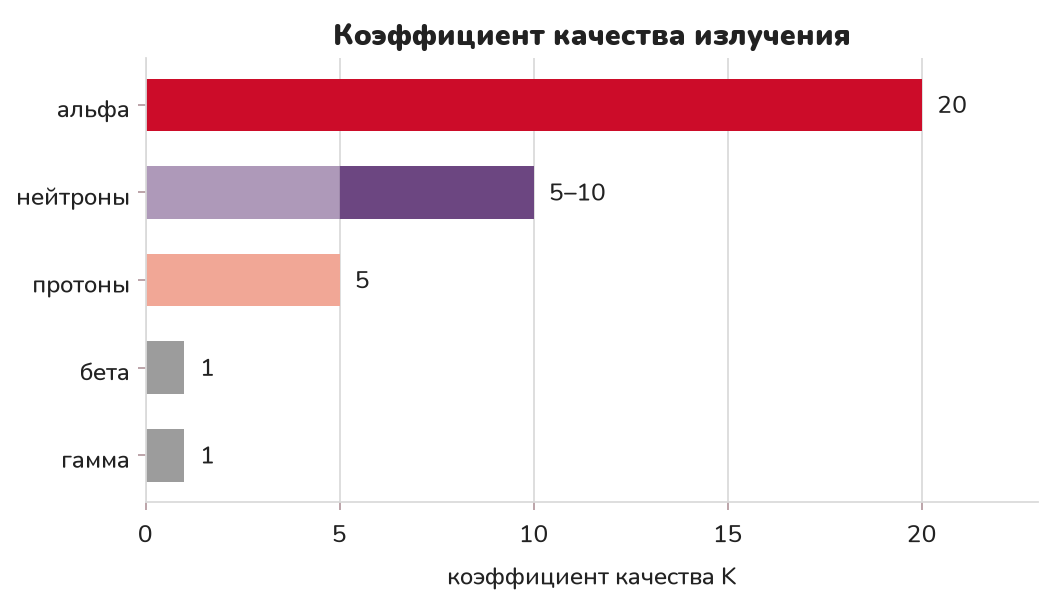 Коэффициент качества излучения
альфа
20
нейтроны
5–10
протоны
5
бета
1
гамма
1
0 5 10 15 20
коэффициент качества K